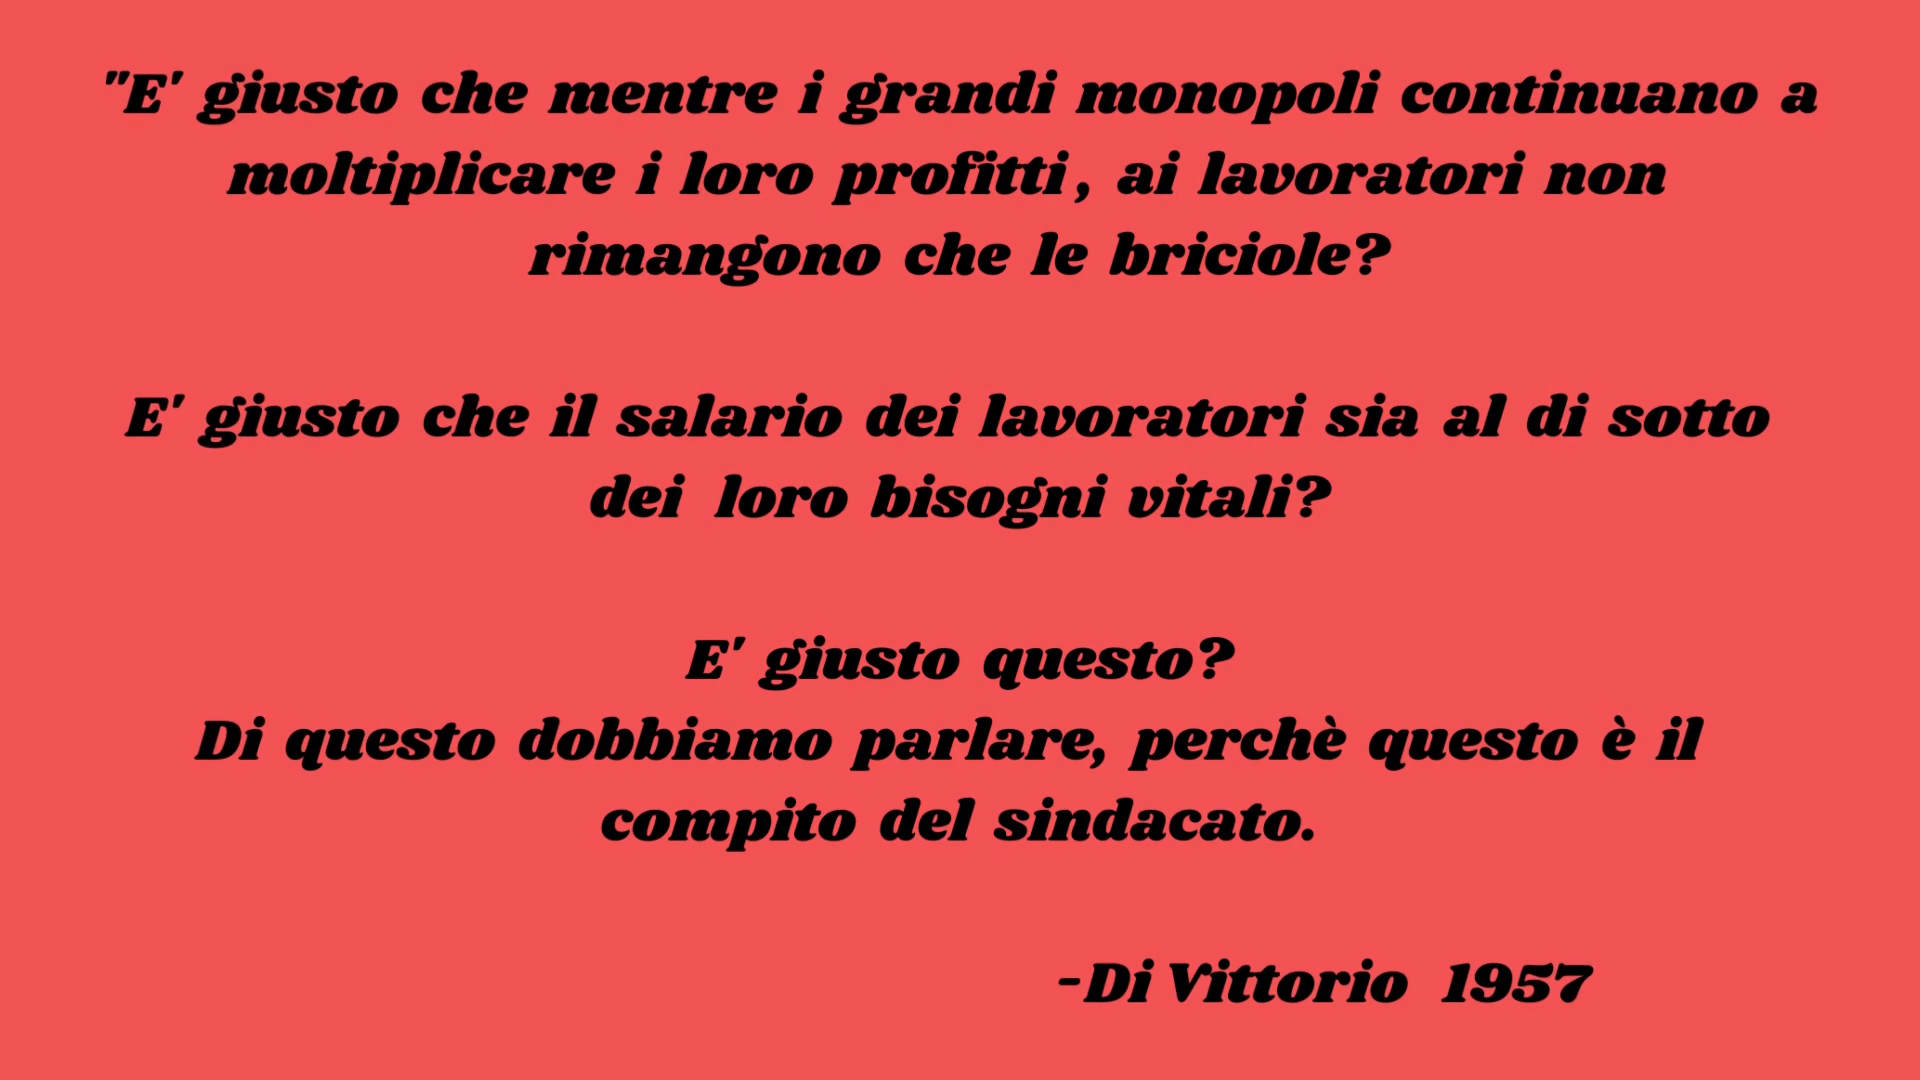 "E' giusto che mentre i grandi monopoli continuano a
moltiplicare i loro profitti, ai lavoratori non
rimangono che le briciole?
E' giusto che il salario dei lavoratori sia al di sotto
dei loro bisogni vitali?
E' giusto questo?
Di questo dobbiamo parlare, perchè questo è il
compito del sindacato.
-Di Vittorio 1957